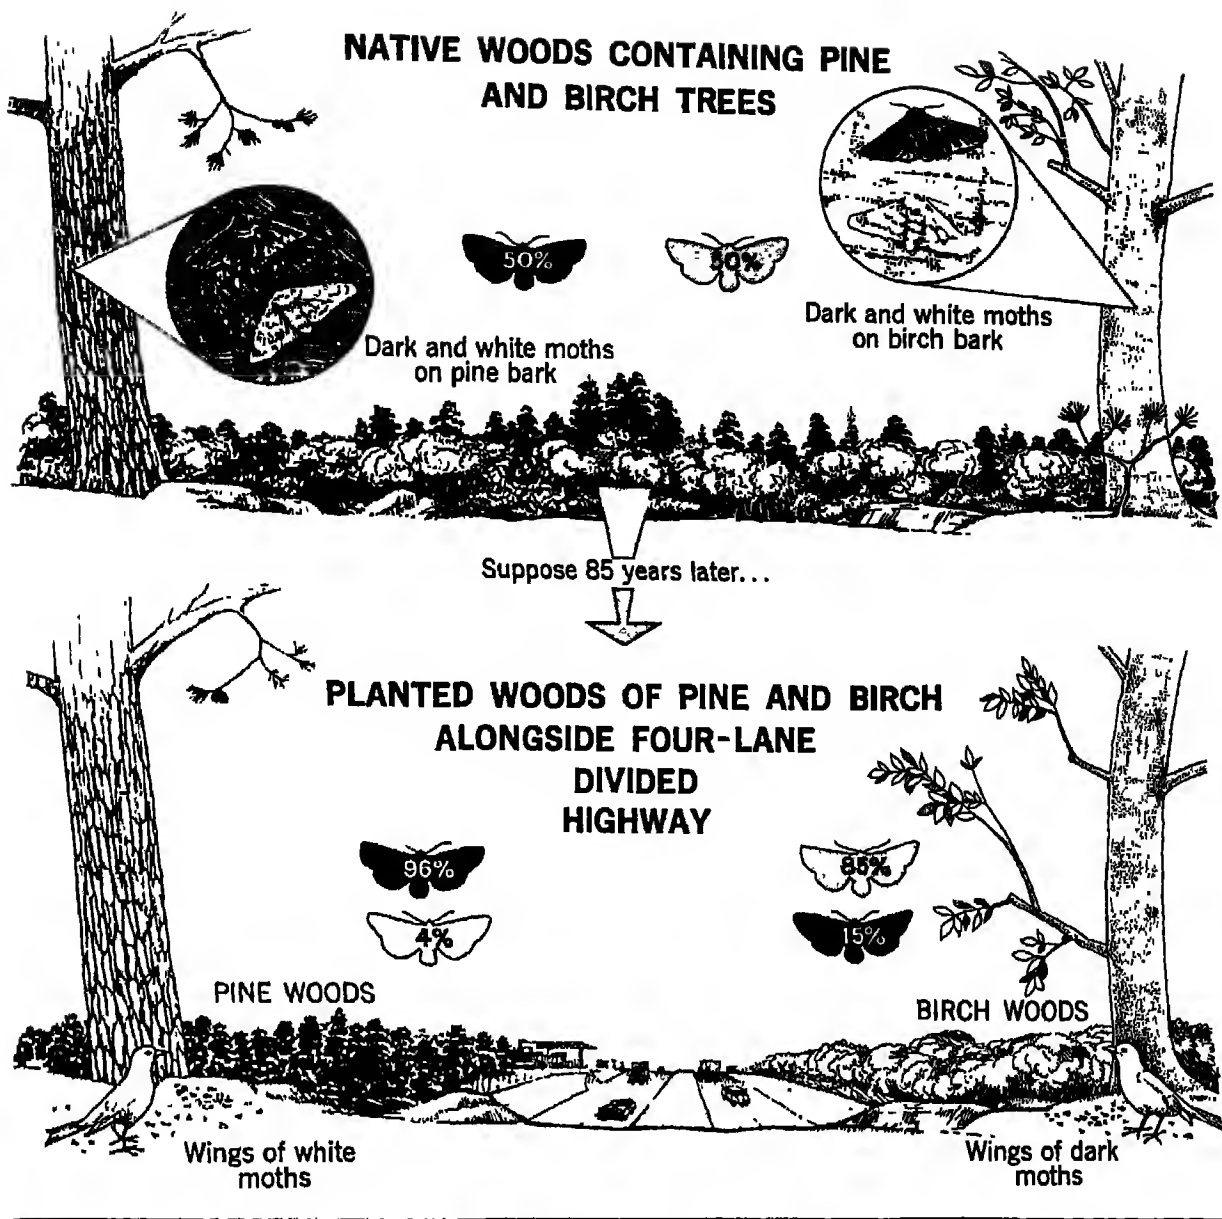 NATIVE WOODS CONTAINING PINE
AND BIRCH TREES
50%
50%
Dark and white moths
on pine bark
Dark and white moths
on birch bark
Suppose 85 years later...
PLANTED WOODS OF PINE AND BIRCH
ALONGSIDE FOUR-LANE
DIVIDED
HIGHWAY
96%
4%
85%
15%
PINE WOODS
BIRCH WOODS
Wings of white
moths
Wings of dark
moths